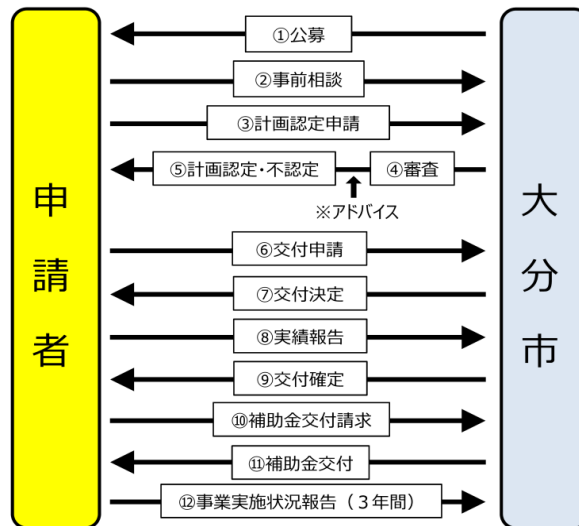 ①公募
②事前相談
③計画認定申請
⑤計画認定・不認定
④審査
※アドバイス
申請者
大分市
⑥交付申請
⑦交付決定
⑧実績報告
⑨交付確定
⑩補助金交付請求
⑪補助金交付
⑫事業実施状況報告(3年間)